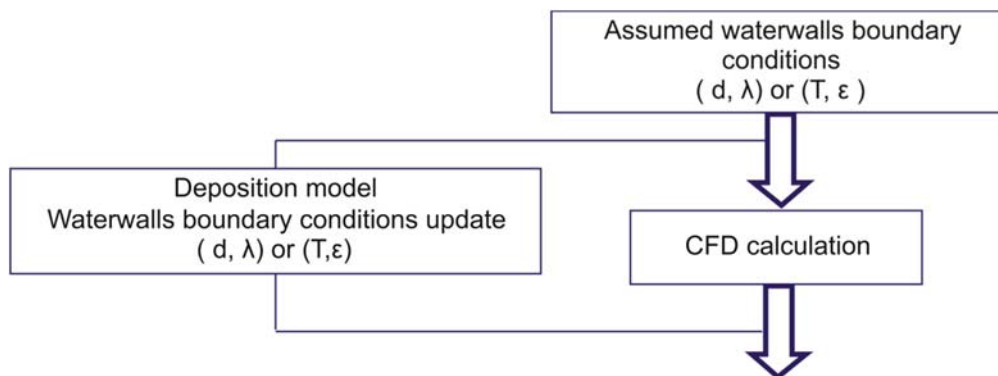 Assumed waterwalls boundary
conditions
( d, λ) or (T, ε )
Deposition model
Waterwalls boundary conditions update
( d, λ) or (T,ε)
CFD calculation